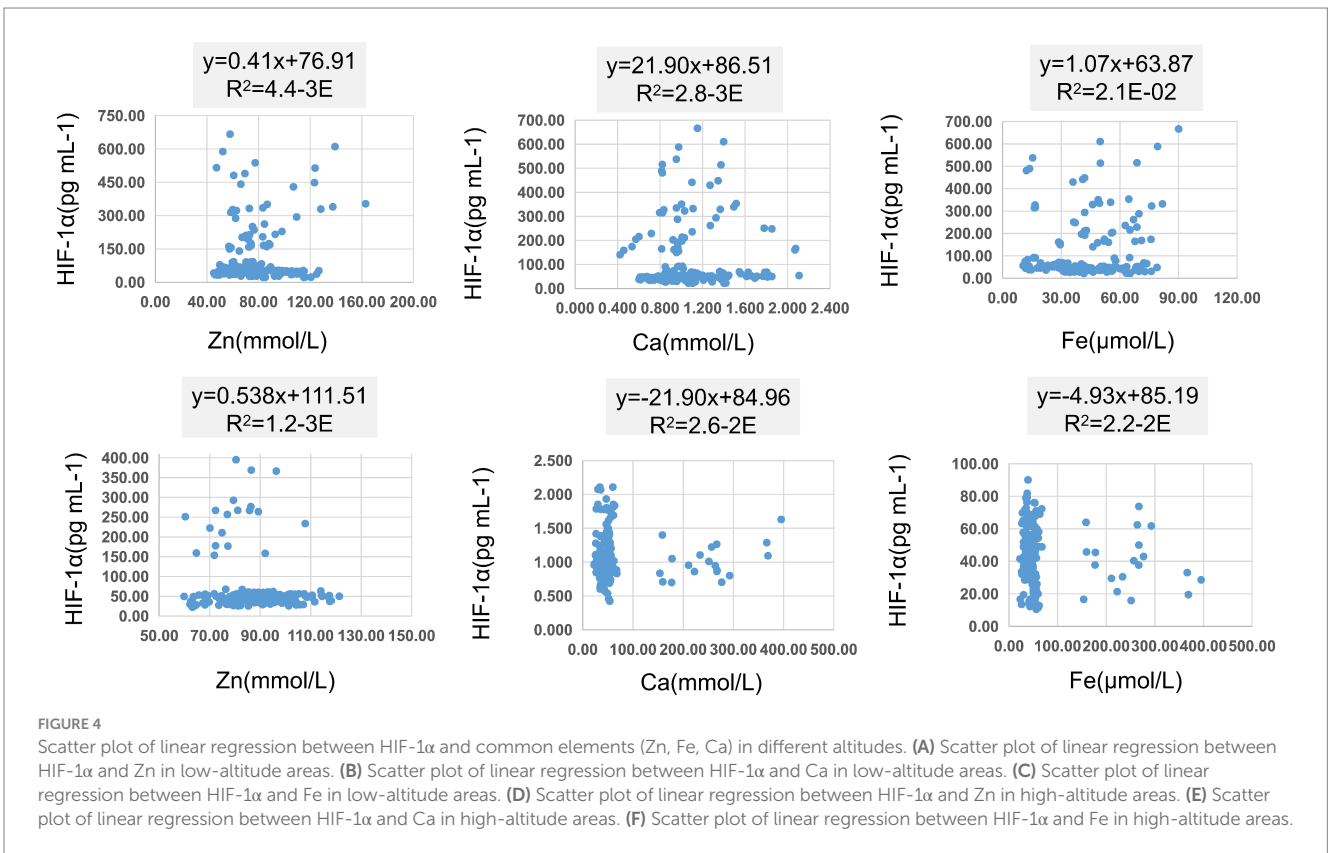 y=0.41x+76.91
R²=4.4-3E
HIF-1α(pg mL-1)
750.00
600.00
450.00
300.00
150.00
0.00
0.00 40.00 80.00 120.00 160.00 200.00
Zn(mmol/L)
y=21.90x+86.51
R²=2.8-3E
HIF-1α(pg mL-1)
700.00
600.00
500.00
400.00
300.00
200.00
100.00
0.00
0.000 0.400 0.800 1.200 1.600 2.000 2.400
Ca(mmol/L)
y=1.07x+63.87
R²=2.1E-02
HIF-1α(pg mL-1)
700.00
600.00
500.00
400.00
300.00
200.00
100.00
0.00
0.00 30.00 60.00 90.00 120.00
Fe(μmol/L)
y=0.538x+111.51
R²=1.2-3E
HIF-1α(pg mL-1)
400.00
350.00
300.00
250.00
200.00
150.00
100.00
50.00
0.00
50.00 70.00 90.00 110.00 130.00 150.00
Zn(mmol/L)
y=-21.90x+84.96
R²=2.6-2E
HIF-1α(pg mL-1)
2.500
2.000
1.500
1.000
0.500
0.000
0.00 100.00 200.00 300.00 400.00 500.00
Ca(mmol/L)
y=-4.93x+85.19
R²=2.2-2E
HIF-1α(pg mL-1)
100.00
80.00
60.00
40.00
20.00
0.00
0.00 100.00 200.00 300.00 400.00 500.00
Fe(μmol/L)
FIGURE 4
Scatter plot of linear regression between HIF-1α and common elements (Zn, Fe, Ca) in different altitudes. (A) Scatter plot of linear regression between
HIF-1α and Zn in low-altitude areas. (B) Scatter plot of linear regression between HIF-1α and Ca in low-altitude areas. (C) Scatter plot of linear
regression between HIF-1α and Fe in low-altitude areas. (D) Scatter plot of linear regression between HIF-1α and Zn in high-altitude areas. (E) Scatter
plot of linear regression between HIF-1α and Ca in high-altitude areas. (F) Scatter plot of linear regression between HIF-1α and Fe in high-altitude areas.